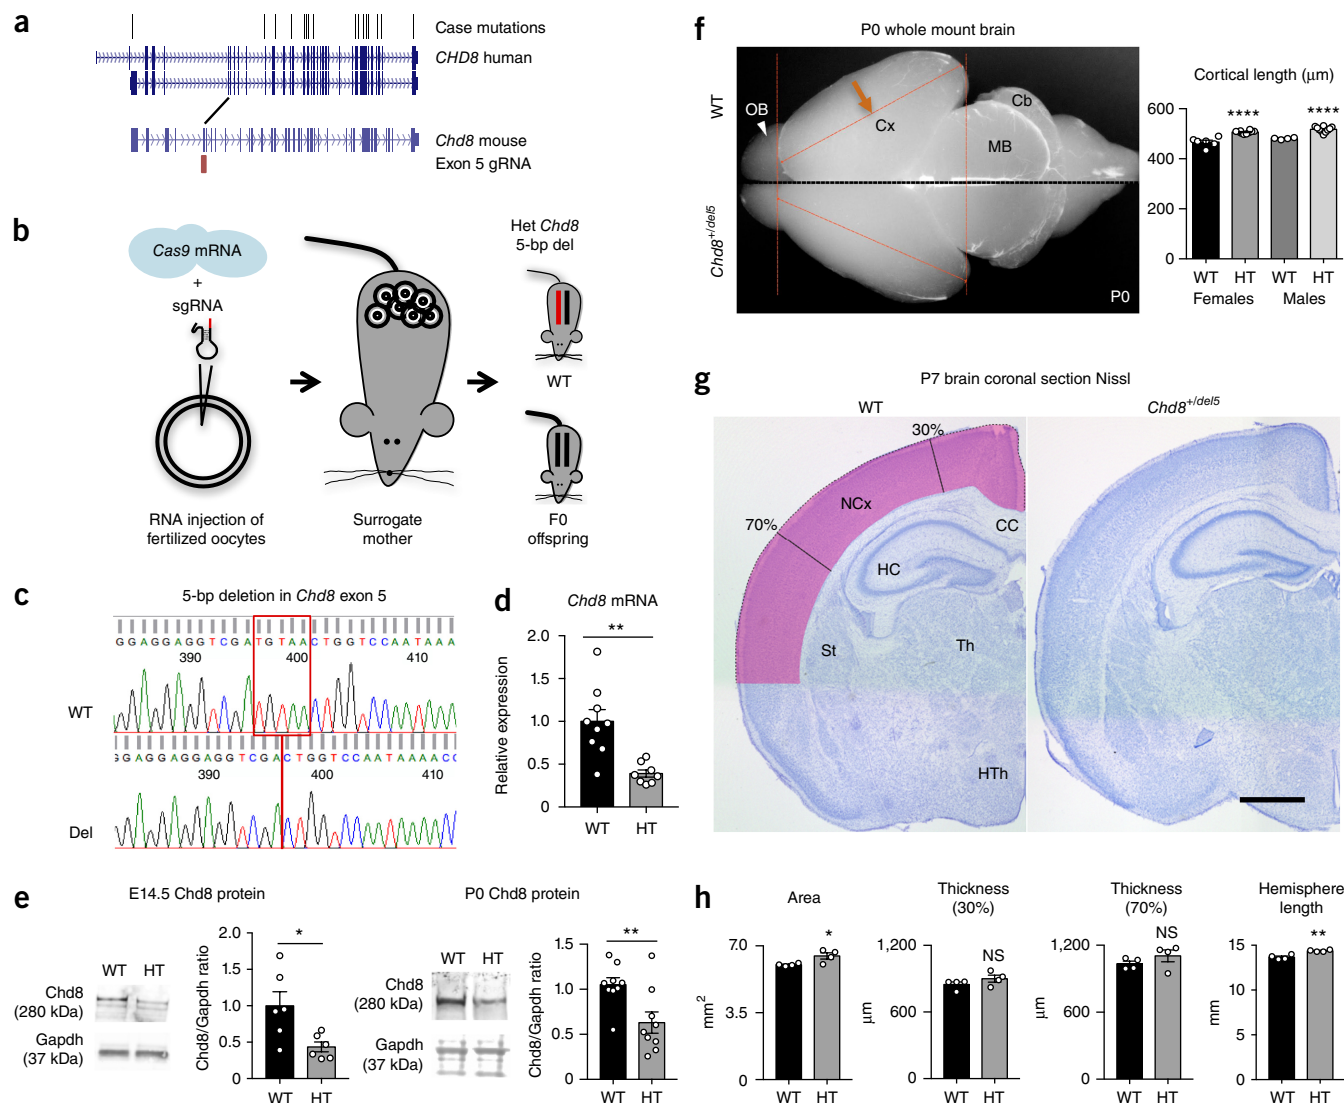 a
Case mutations
CHD8 human
Chd8 mouse
Exon 5 gRNA
b
Cas9 mRNA
+
sgRNA
RNA injection of
fertilized oocytes
Surrogate
mother
Het Chd8
5-bp del
WT
F0
offspring
c
5-bp deletion in Chd8 exon 5
GGAGGAGGTCGATGTAACTGGTCCAATAAA
390 400 410
WT
GAGGAGGAGGTCGACTGGTCCAATAAAAC
390 400 410
Del
d
Chd8 mRNA
Relative expression
2.0
1.5
1.0
0.5
0
**
WT HT
e
E14.5 Chd8 protein
WT HT
Chd8
(280 kDa)
Gapdh
(37 kDa)
Chd8/Gapdh ratio
2.0
1.5
1.0
0.5
0
*
WT HT
P0 Chd8 protein
WT HT
Chd8
(280 kDa)
Gapdh
(37 kDa)
Chd8/Gapdh ratio
1.5
1.0
0.5
0
**
WT HT
f
P0 whole mount brain
WT
Chd8+/del5
OB
Cx
MB
Cb
P0
Cortical length (μm)
600
400
200
0
**** ****
WT HT WT HT
Females Males
g
P7 brain coronal section Nissl
WT
Chd8+/del5
30%
70%
NCx
CC
HC
St
Th
HTh
h
Area
mm2
7.0
3.5
0
*
WT HT
Thickness
(30%)
μm
1,200
600
0
NS
WT HT
Thickness
(70%)
μm
1,200
600
0
NS
WT HT
Hemisphere
length
mm
15
10
5
0
**
WT HT